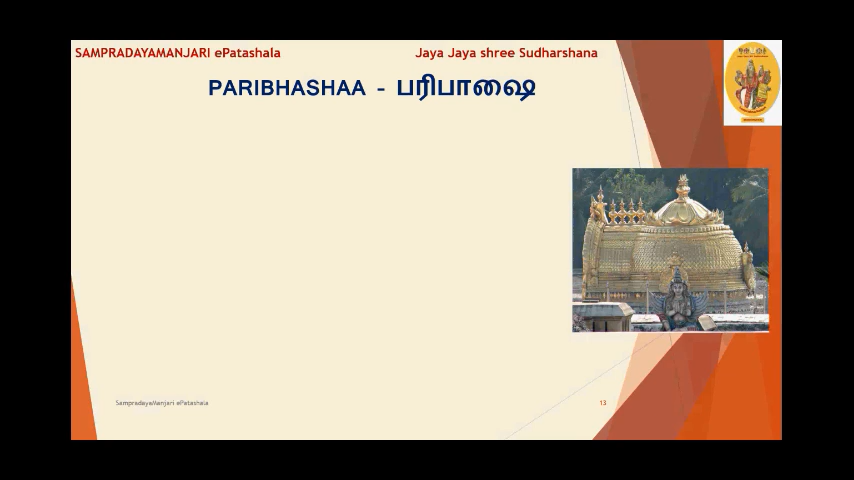 SAMPRADAYAMANJARI ePatashala
Jaya Jaya shree Sudharshana
PARIBHASHAA - பரிபாஷை
SampradayaManjari ePatashala
13